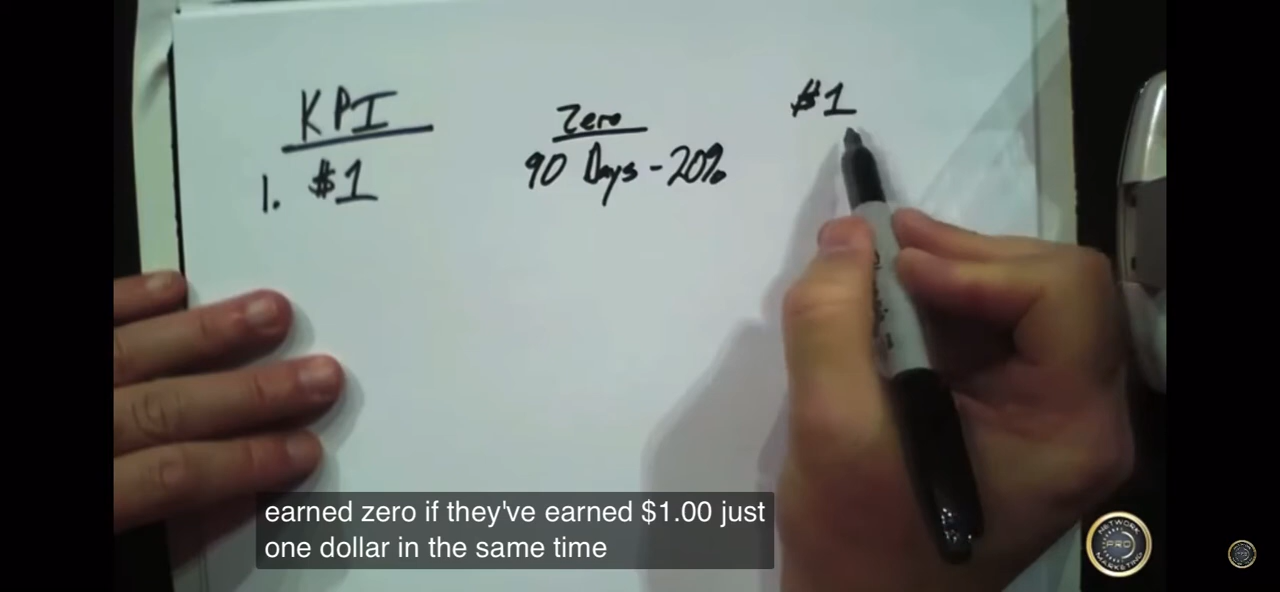 KPI
1. $1
Zero
90 Days - 20%
$1
earned zero if they've earned $1.00 just
one dollar in the same time
NETWORK
PRO
MARKETING